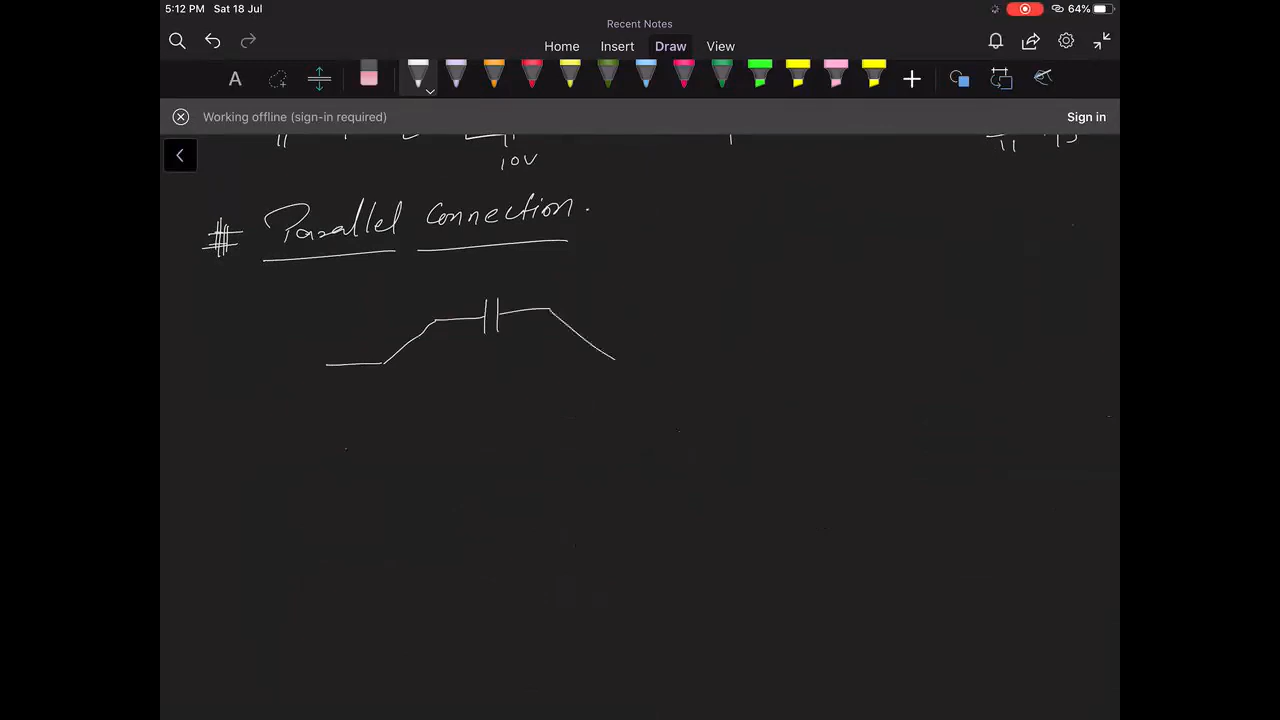 5:12 PM Sat 18 Jul 64%
Recent Notes
Home Insert Draw View
A
Working offline (sign-in required) Sign in
10V
# Parallel Connection.